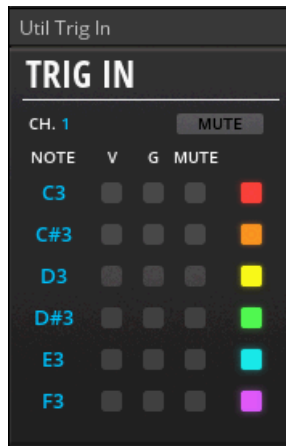 Util Trig In
TRIG IN
CH. 1 MUTE
NOTE V G MUTE
C3
C#3
D3
D#3
E3
F3